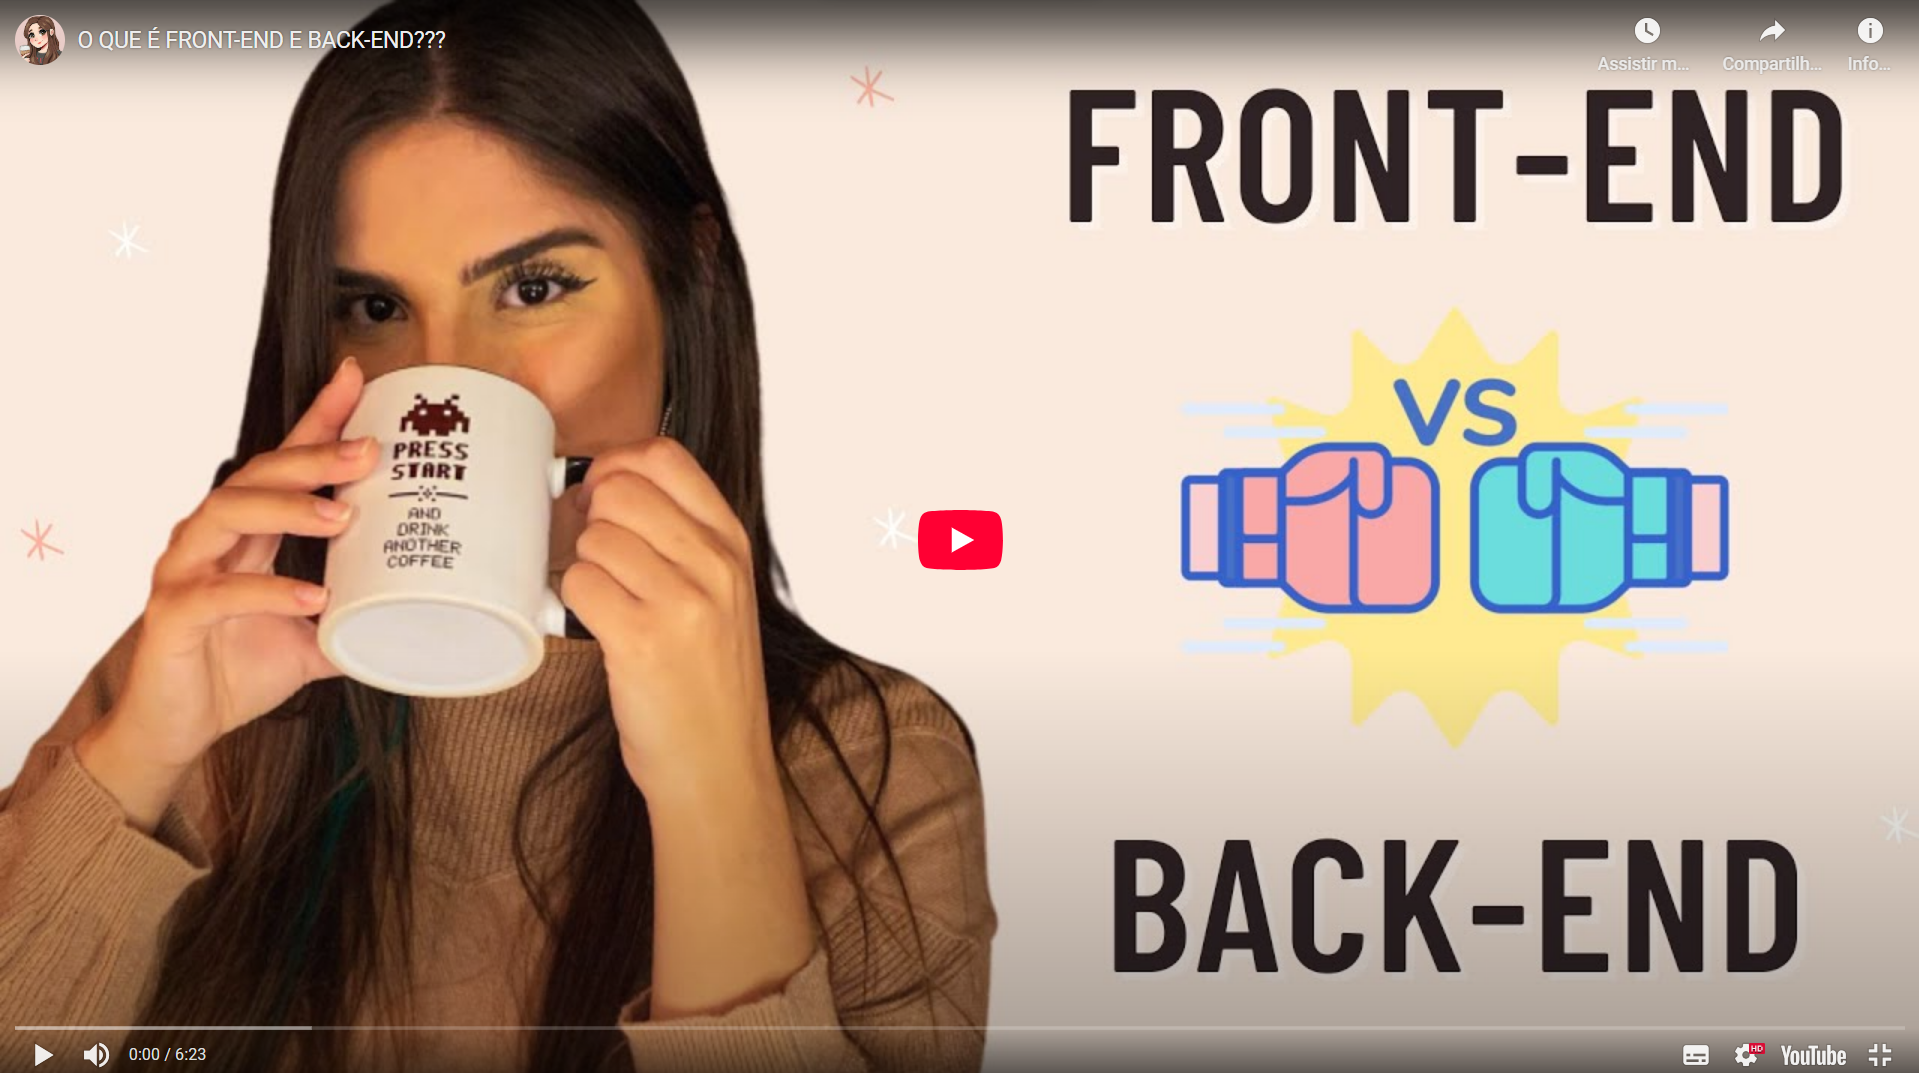 O QUE É FRONT-END E BACK-END???
Assistir m...
Compartilh...
Info...
FRONT-END
VS
PRESS
START
AND
DRINK
ANOTHER
COFFEE
BACK-END
0:00 / 6:23
HD
YouTube